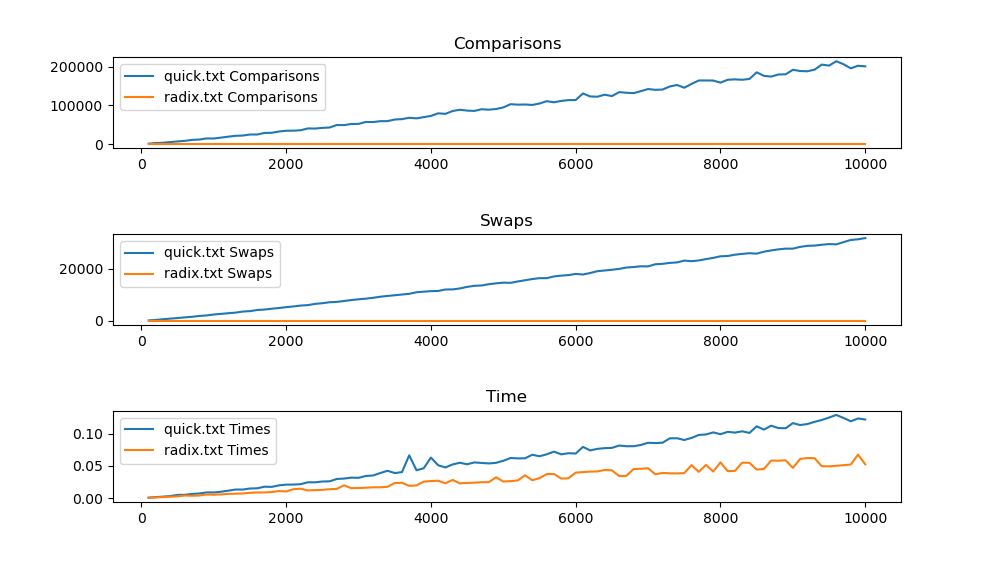 Comparisons
200000
100000
0
quick.txt Comparisons
radix.txt Comparisons
0 2000 4000 6000 8000 10000
Swaps
20000
0
quick.txt Swaps
radix.txt Swaps
0 2000 4000 6000 8000 10000
Time
0.10
0.05
0.00
quick.txt Times
radix.txt Times
0 2000 4000 6000 8000 10000